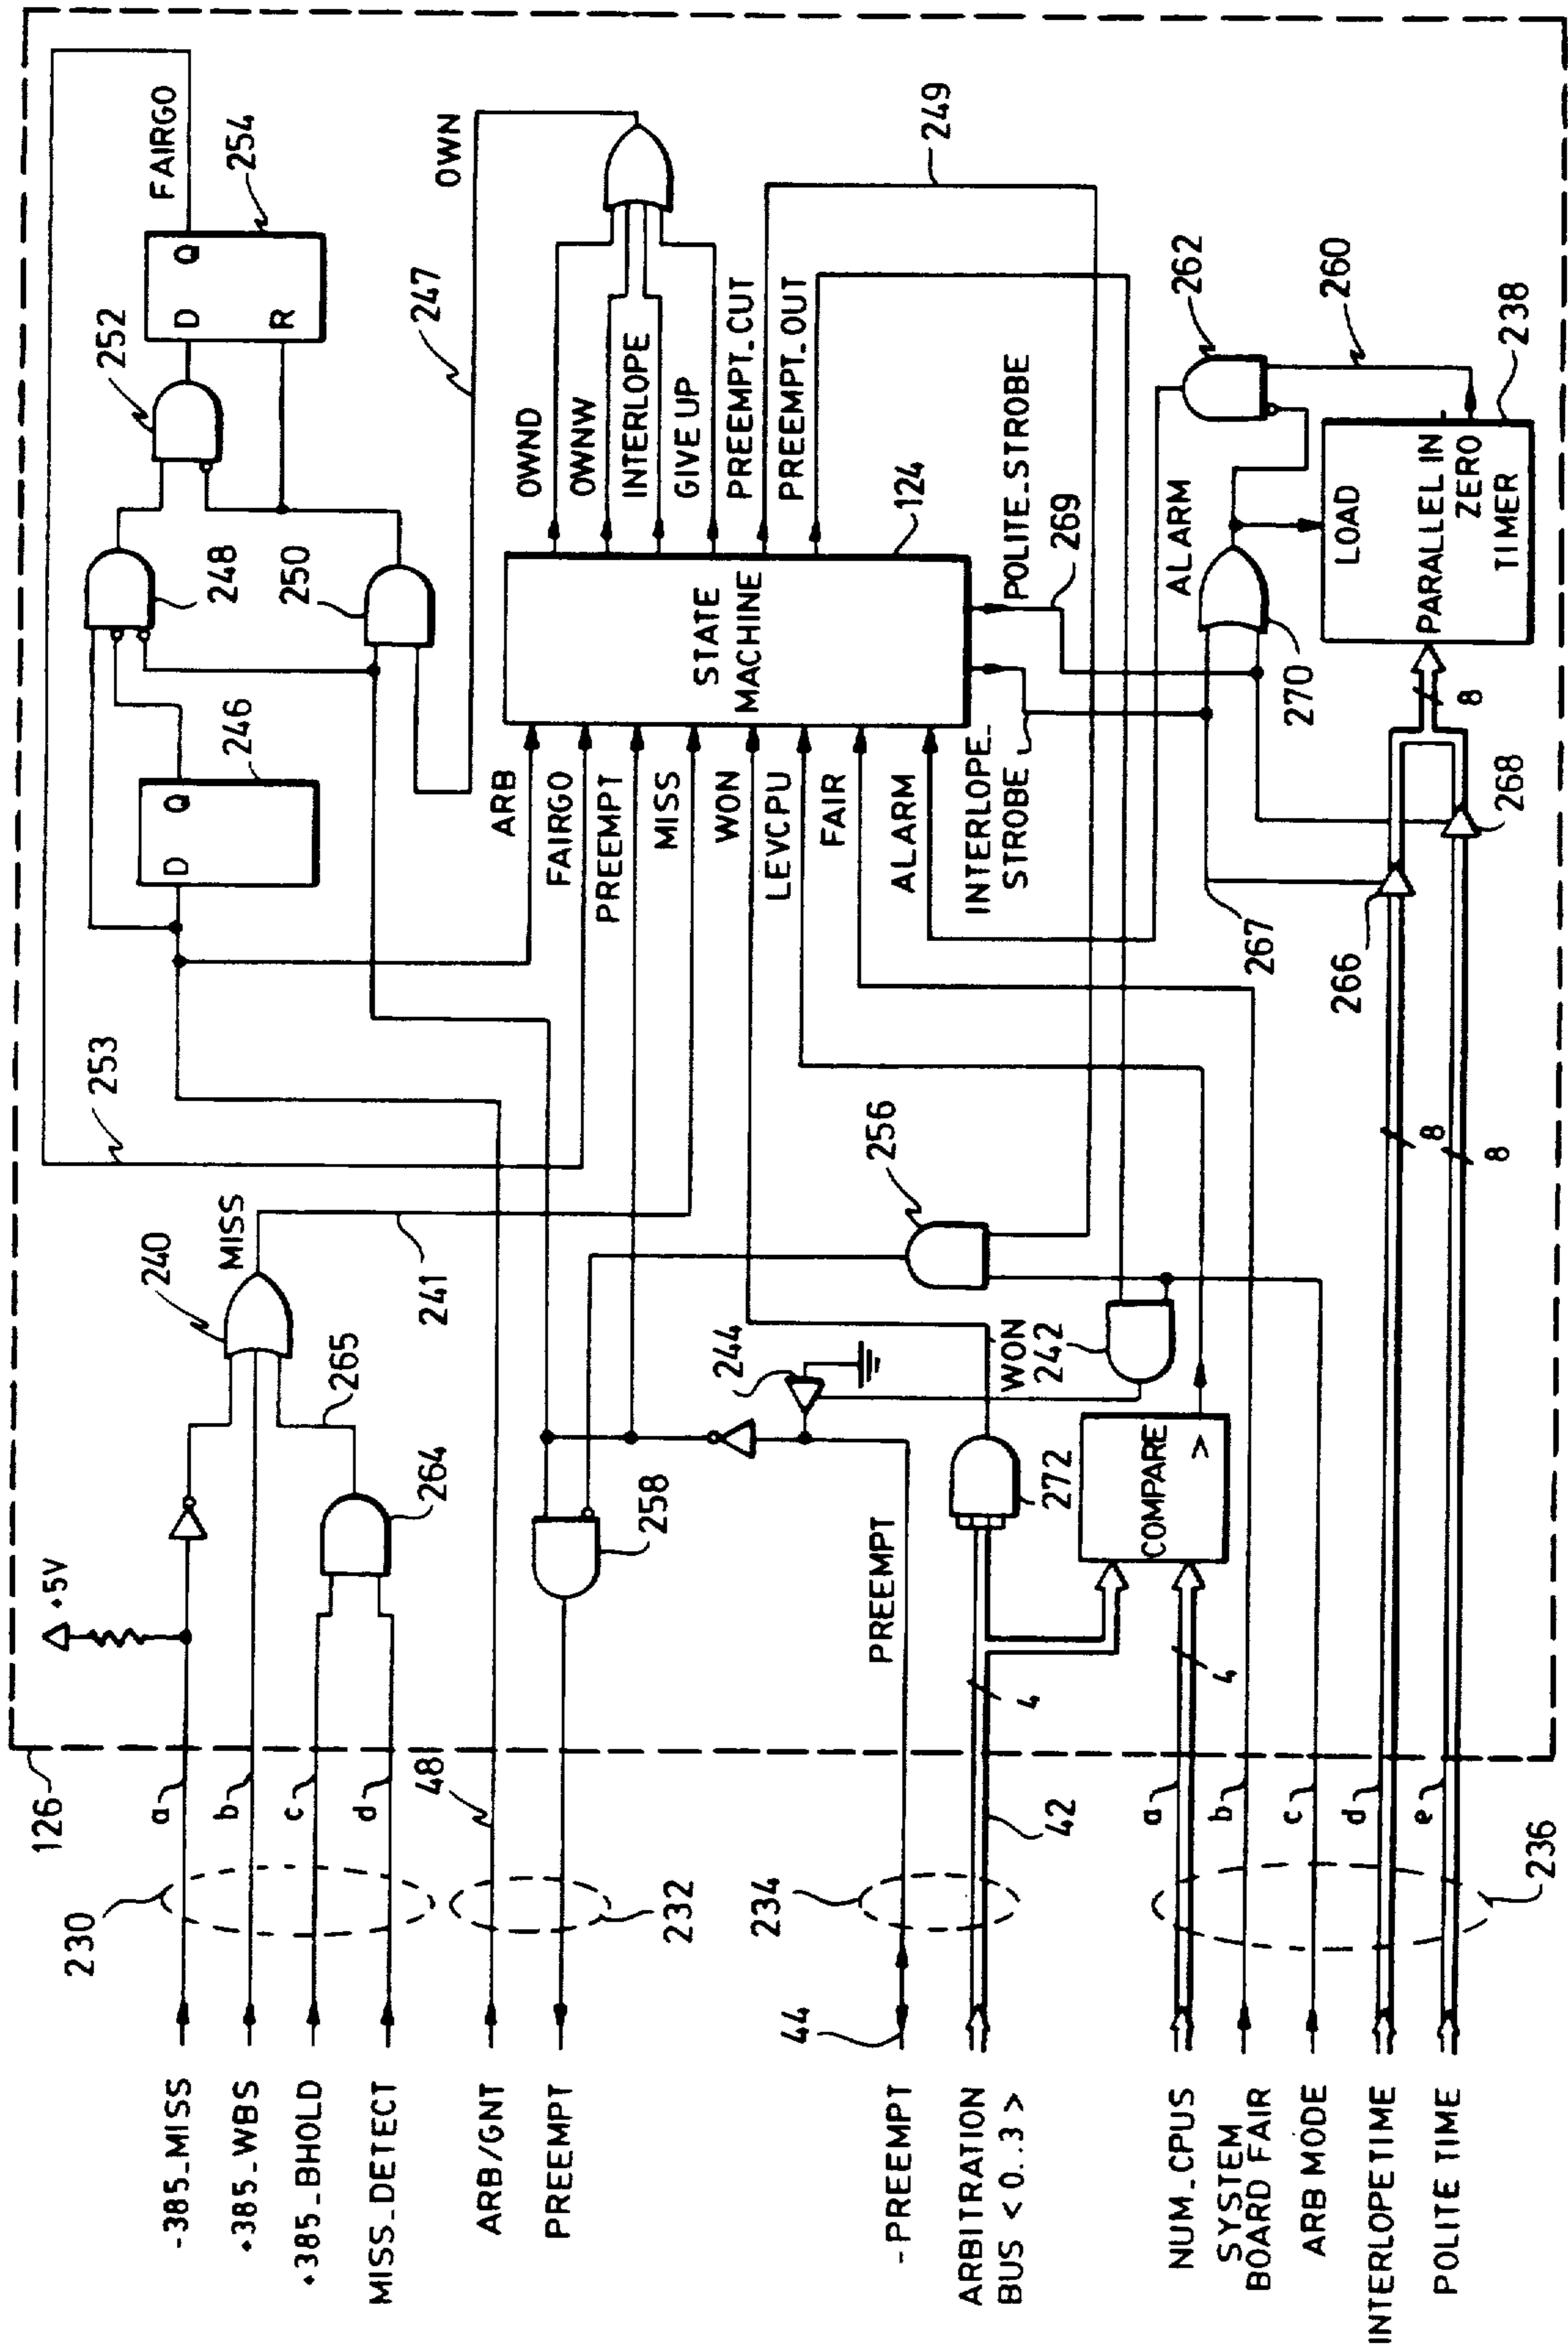 -385_MISS
+385_WBS
+385_BHOLD
MISS_DETECT
ARB/GNT
PREEMPT
-PREEMPT
ARBITRATION
BUS <0..3>
NUM_CPUS
SYSTEM
BOARD FAIR
ARB MODE
INTERLOPE TIME
POLITE TIME
230
232
44
234
236
126
a
b
c
d
48
42
a
b
c
d
e
+5V
264
265
240
MISS
241
253
258
PREEMPT
244
4
272
WON
242
256
COMPARE
>
4
8
8
D
Q
246
248
250
252
D
Q
R
254
FAIRGO
247
OWN
ARB
FAIRGO
PREEMPT
MISS
WON
LEVCPU
FAIR
ALARM
STATE
MACHINE
124
OWND
OWNW
INTERLOPE
GIVE UP
PREEMPT_CUT
PREEMPT_OUT
249
INTERLOPE_
STROBE
POLITE_STROBE
269
266
267
268
270
ALARM
262
260
LOAD
PARALLEL IN
ZERO
TIMER
238
8